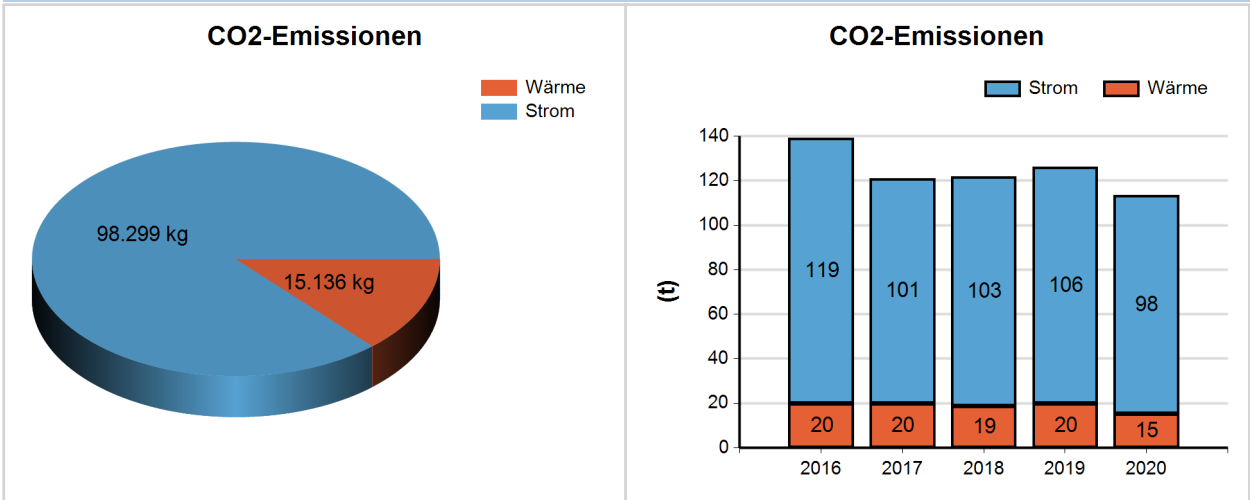 CO2-Emissionen
Wärme
Strom
98.299 kg
15.136 kg
CO2-Emissionen
Strom
Wärme
(t)
140
120
100
80
60
40
20
0
119
101
103
106
98
20
20
19
20
15
2016
2017
2018
2019
2020